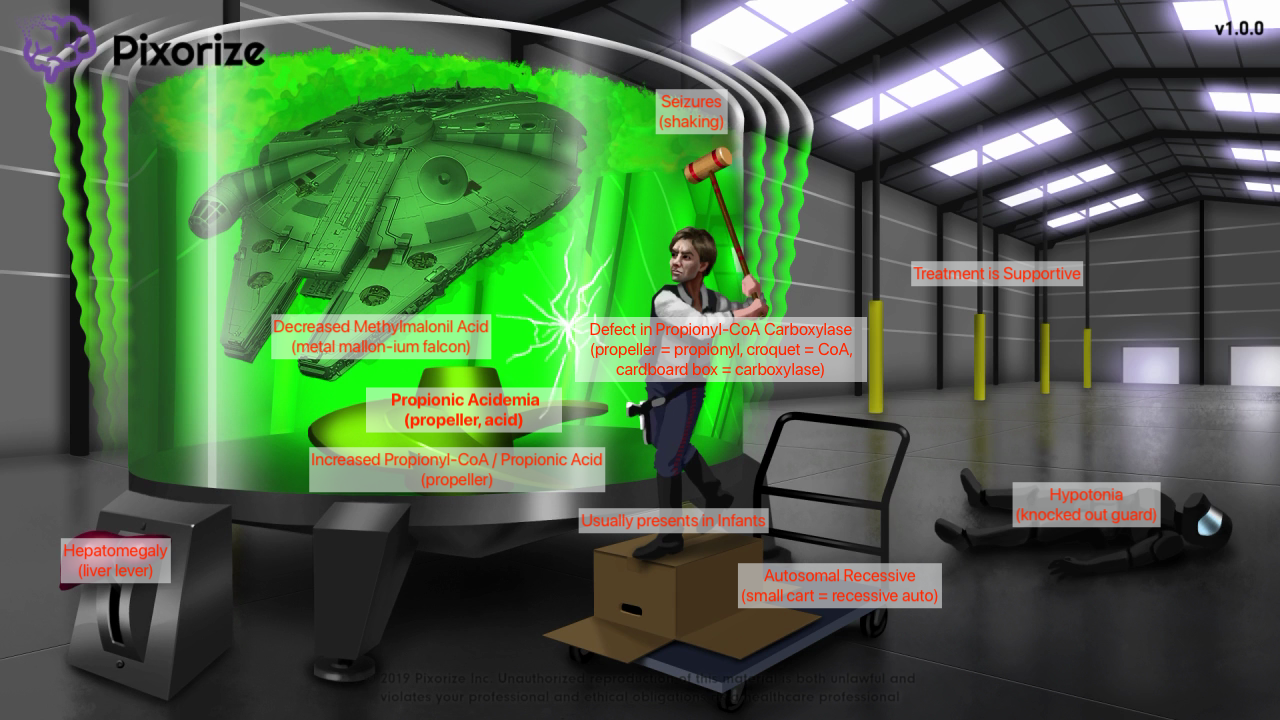 Pixorize
v1.0.0
Seizures
(shaking)
Treatment is Supportive
Decreased Methylmalonil Acid
(metal mallon-ium falcon)
Defect in Propionyl-CoA Carboxylase
(propeller = propionyl, croquet = CoA,
cardboard box = carboxylase)
Propionic Acidemia
(propeller, acid)
Increased Propionyl-CoA / Propionic Acid
(propeller)
Usually presents in Infants
Hypotonia
(knocked out guard)
Hepatomegaly
(liver lever)
Autosomal Recessive
(small cart = recessive auto)
2019 Pixorize Inc. Unauthorized reproduction of this material is both unlawful and
violates your professional and ethical obligations healthcare professional